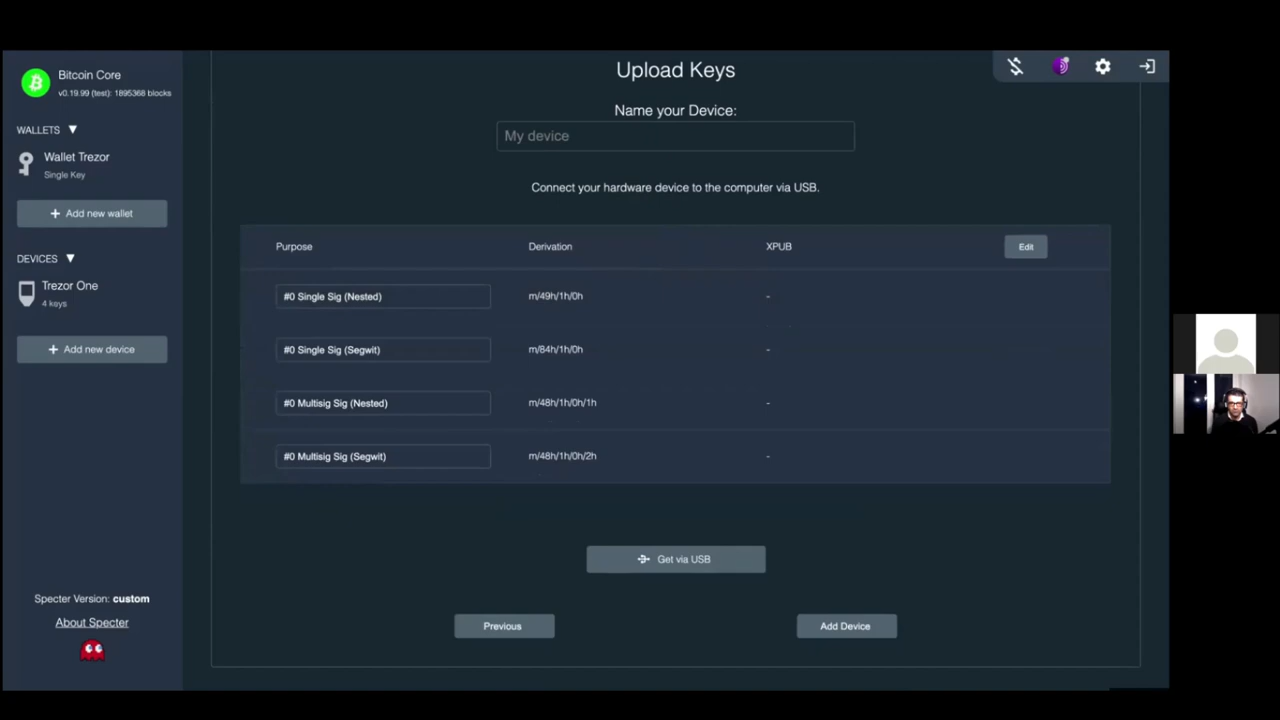 Bitcoin Core
v0.19.99 (test): 1895368 blocks
WALLETS ▼
Wallet Trezor
Single Key
+ Add new wallet
DEVICES ▼
Trezor One
4 keys
+ Add new device
Specter Version: custom
About Specter
Upload Keys
Name your Device:
My device
Connect your hardware device to the computer via USB.
Purpose Derivation XPUB Edit
#0 Single Sig (Nested) m/49h/1h/0h -
#0 Single Sig (Segwit) m/84h/1h/0h -
#0 Multisig Sig (Nested) m/48h/1h/0h/1h -
#0 Multisig Sig (Segwit) m/48h/1h/0h/2h -
Get via USB
Previous Add Device